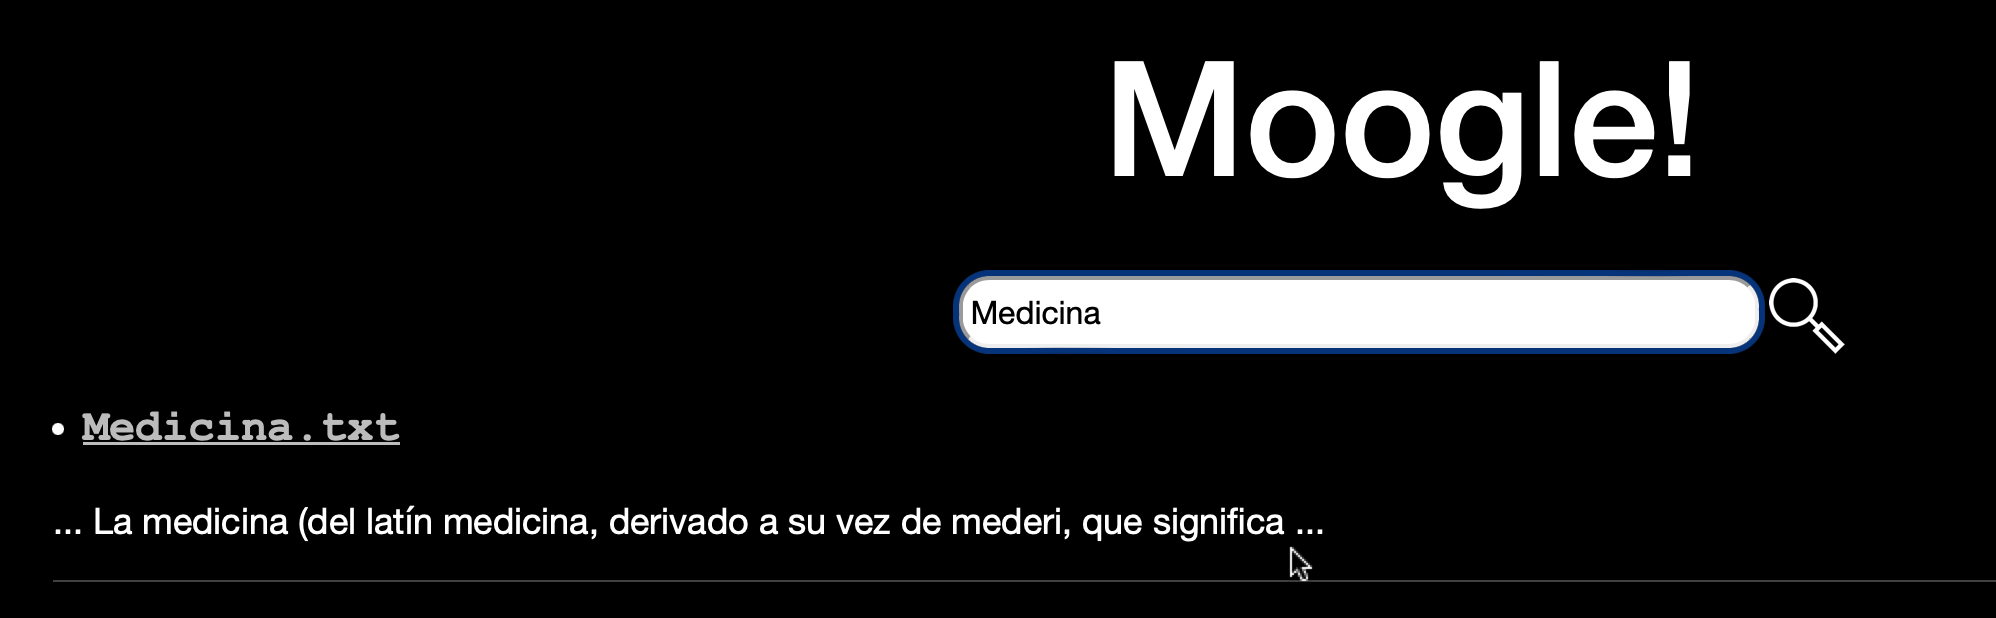 Moogle!
Medicina
Medicina.txt
... La medicina (del latín medicina, derivado a su vez de mederi, que significa ...